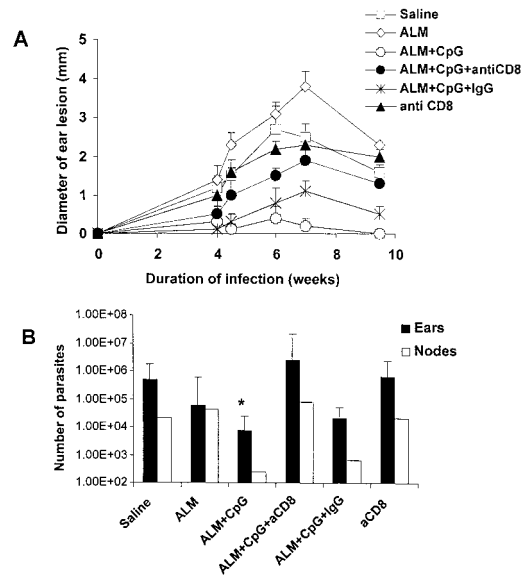 A
Saline
ALM
ALM+CpG
ALM+CpG+antiCD8
ALM+CpG+IgG
anti CD8
Diameter of ear lesion (mm)
5
4
3
2
1
0
0
2
4
6
8
10
Duration of infection (weeks)
B
Number of parasites
1.00E+08
1.00E+07
1.00E+06
1.00E+05
1.00E+04
1.00E+03
1.00E+02
Ears
Nodes
*
Saline
ALM
ALM+CpG
ALM+CpG+aCD8
ALM+CpG+IgG
aCD8